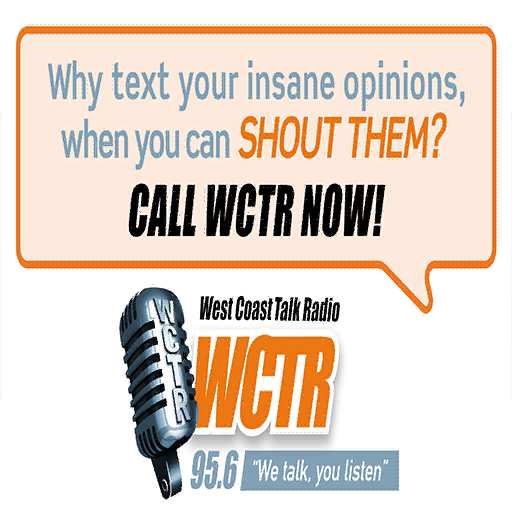 Why text your insane opinions,
when you can SHOUT THEM?
CALL WCTR NOW!
West Coast Talk Radio
WCTR
WCTR
95.6 "We talk, you listen"